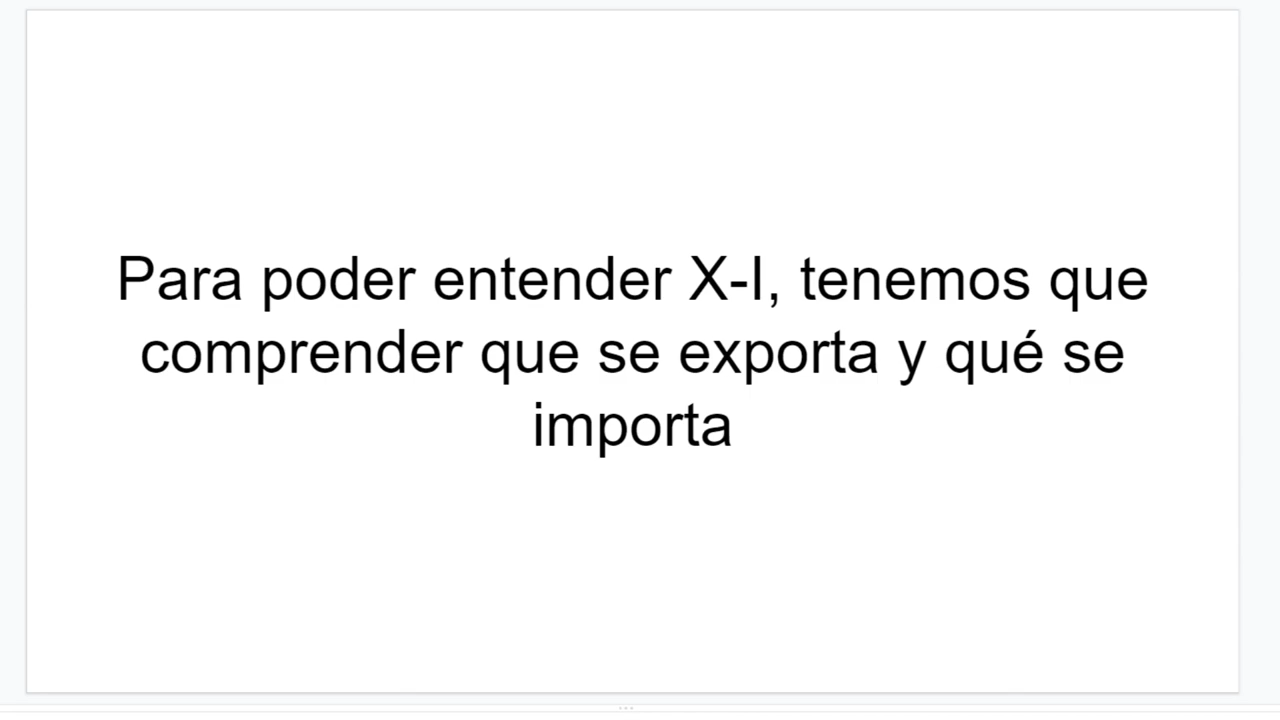 Para poder entender X-I, tenemos que
comprender que se exporta y qué se
importa